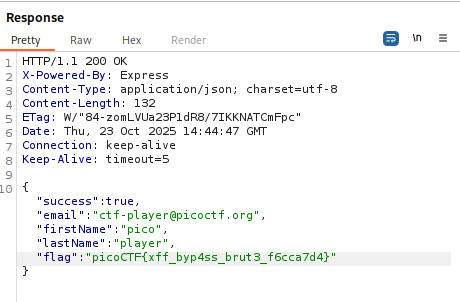 Response
Pretty Raw Hex Render \n
1 HTTP/1.1 200 OK
2 X-Powered-By: Express
3 Content-Type: application/json; charset=utf-8
4 Content-Length: 132
5 ETag: W/"84-zomLVUa23PldR8/7IKKNATCmFpc"
6 Date: Thu, 23 Oct 2025 14:44:47 GMT
7 Connection: keep-alive
8 Keep-Alive: timeout=5
9
10 {
"success":true,
"email":"ctf-player@picoctf.org",
"firstName":"pico",
"lastName":"player",
"flag":"picoCTF{xff_byp4ss_brut3_f6cca7d4}"
}